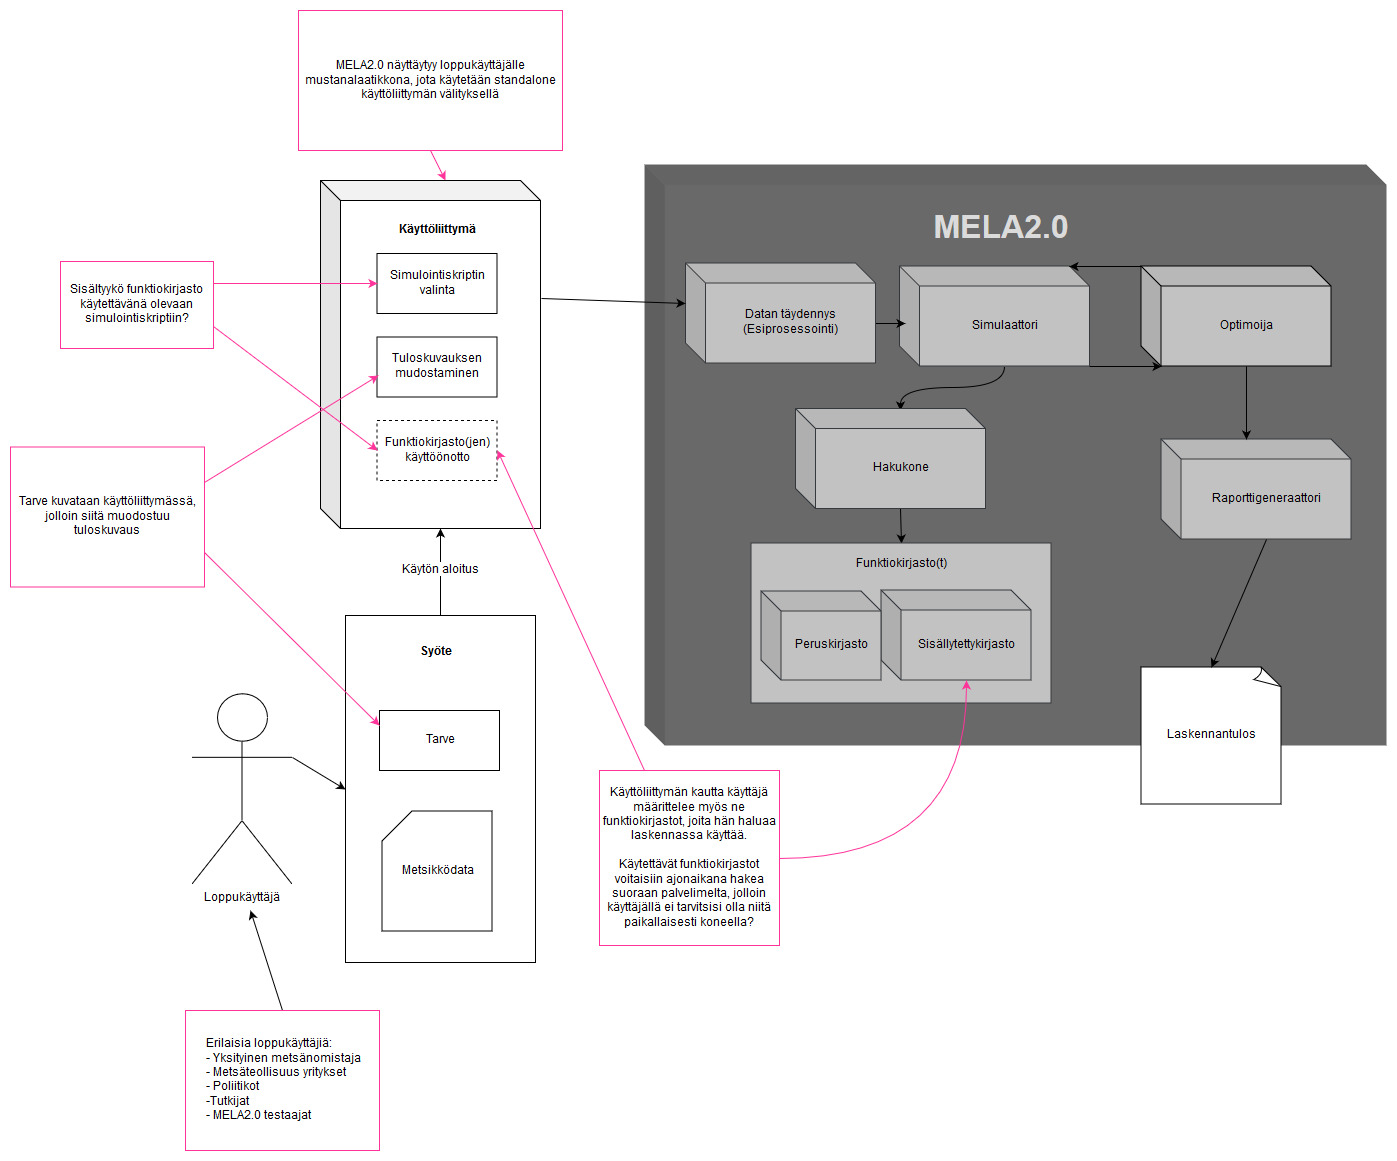 MELA2.0 näyttäytyy loppukäyttäjälle
mustanalaatikkona, jota käytetään standalone
käyttöliittymän välityksellä
MELA2.0
Käyttöliittymä
Simulointiskriptin
valinta
Tuloskuvauksen
mudostaminen
Funktiokirjasto(jen)
käyttöönotto
Sisältyykö funktiokirjasto
käytettävänä olevaan
simulointiskriptiin?
Datan täydennys
(Esiprosessointi)
Simulaattori
Optimoija
Hakukone
Raporttigeneraattori
Tarve kuvataan käyttöliittymässä,
jolloin siitä muodostuu
tuloskuvaus
Käytön aloitus
Funktiokirjasto(t)
Peruskirjasto
Sisällytettykirjasto
Syöte
Tarve
Metsikködata
Laskennantulos
Käyttöliittymän kautta käyttäjä
määrittelee myös ne
funktiokirjastot, joita hän haluaa
laskennassa käyttää.
Käytettävät funktiokirjastot
voitaisiin ajonaikana hakea
suoraan palvelimelta, jolloin
käyttäjällä ei tarvitsisi olla niitä
paikallaisesti koneella?
Loppukäyttäjä
Erilaisia loppukäyttäjiä:
- Yksityinen metsänomistaja
- Metsäteollisuus yritykset
- Poliitikot
-Tutkijat
- MELA2.0 testaajat